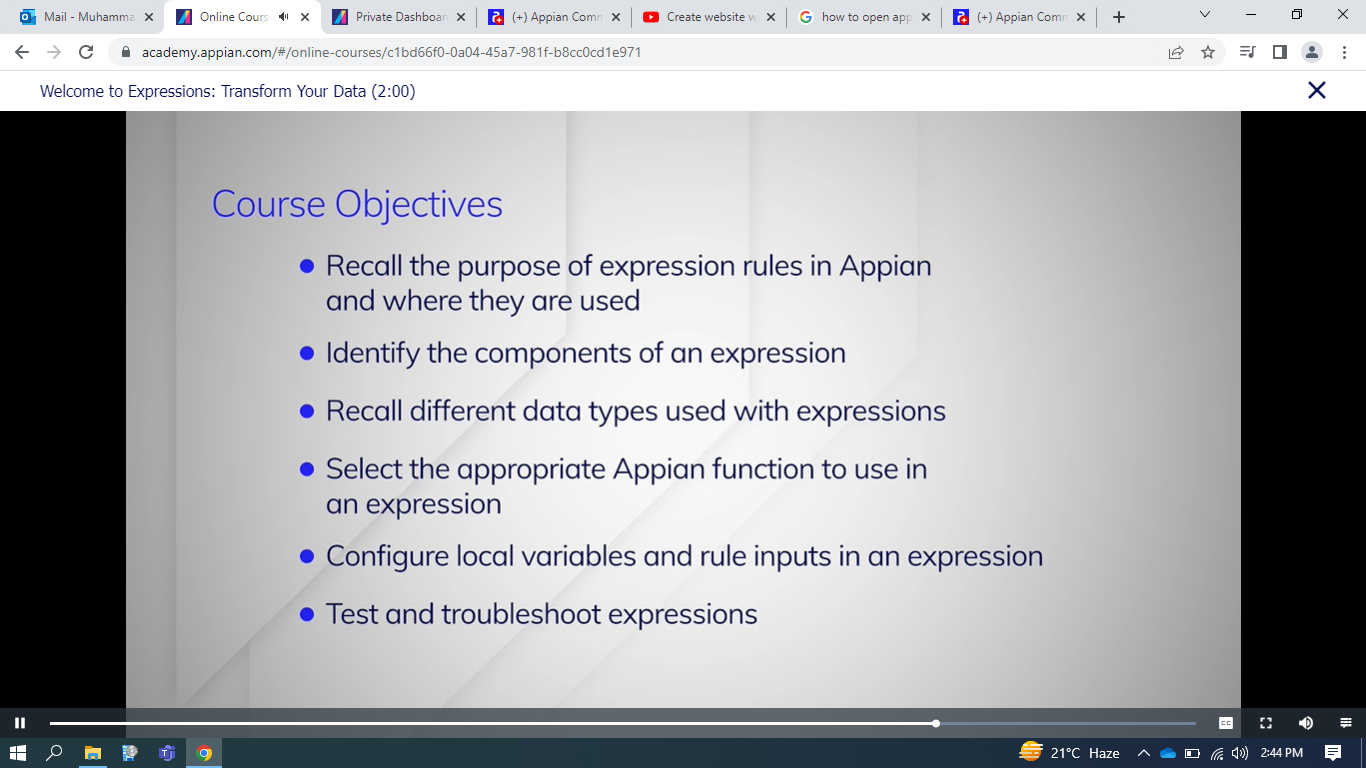 Mail - Muhamma
Online Cours
Private Dashboar
(+) Appian Comm
Create website w
how to open app
(+) Appian Comm
academy.appian.com/#/online-courses/c1bd66f0-0a04-45a7-981f-b8cc0cd1e971
Welcome to Expressions: Transform Your Data (2:00)
Course Objectives
Recall the purpose of expression rules in Appian
and where they are used
Identify the components of an expression
Recall different data types used with expressions
Select the appropriate Appian function to use in
an expression
Configure local variables and rule inputs in an expression
Test and troubleshoot expressions
CC
21°C Haze
2:44 PM